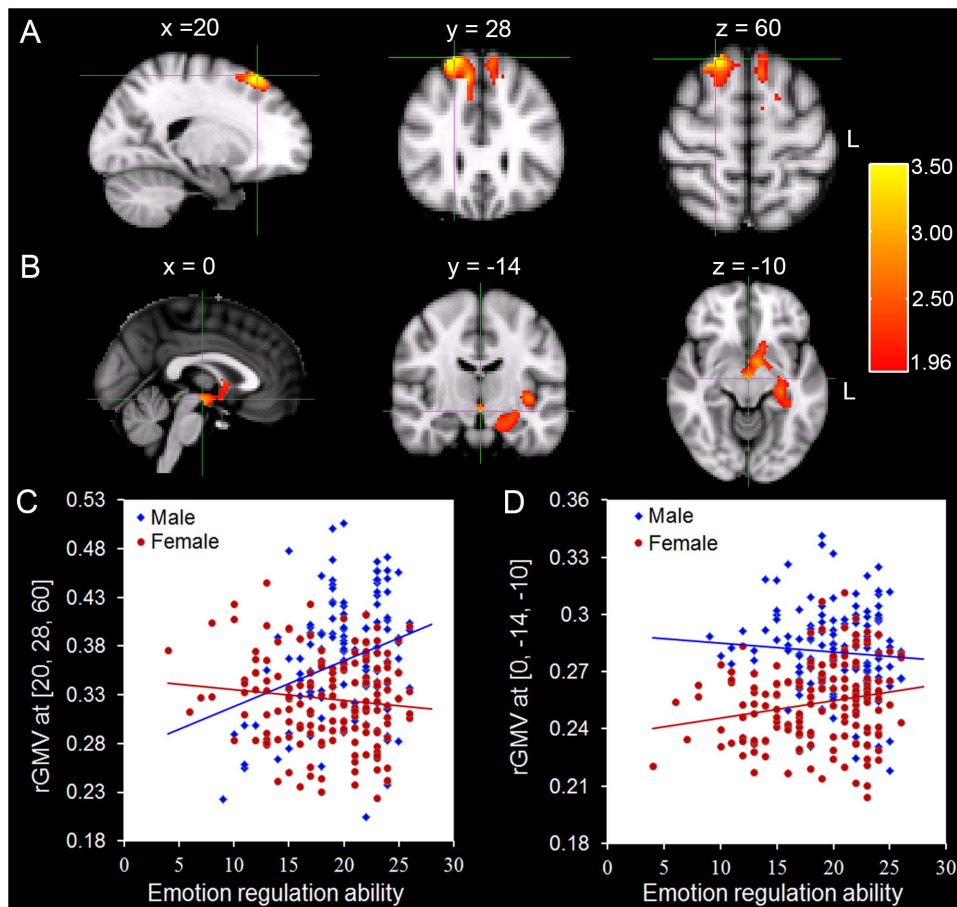 A
x =20
y = 28
z = 60
L
3.50
3.00
2.50
1.96
B
x = 0
y = -14
z = -10
L
C
0.53
0.48
0.43
0.38
0.33
0.28
0.23
0.18
rGMV at [20, 28, 60]
Male
Female
0
5
10
15
20
25
30
Emotion regulation ability
D
0.36
0.33
0.3
0.27
0.24
0.21
0.18
rGMV at [0, -14, -10]
Male
Female
0
5
10
15
20
25
30
Emotion regulation ability